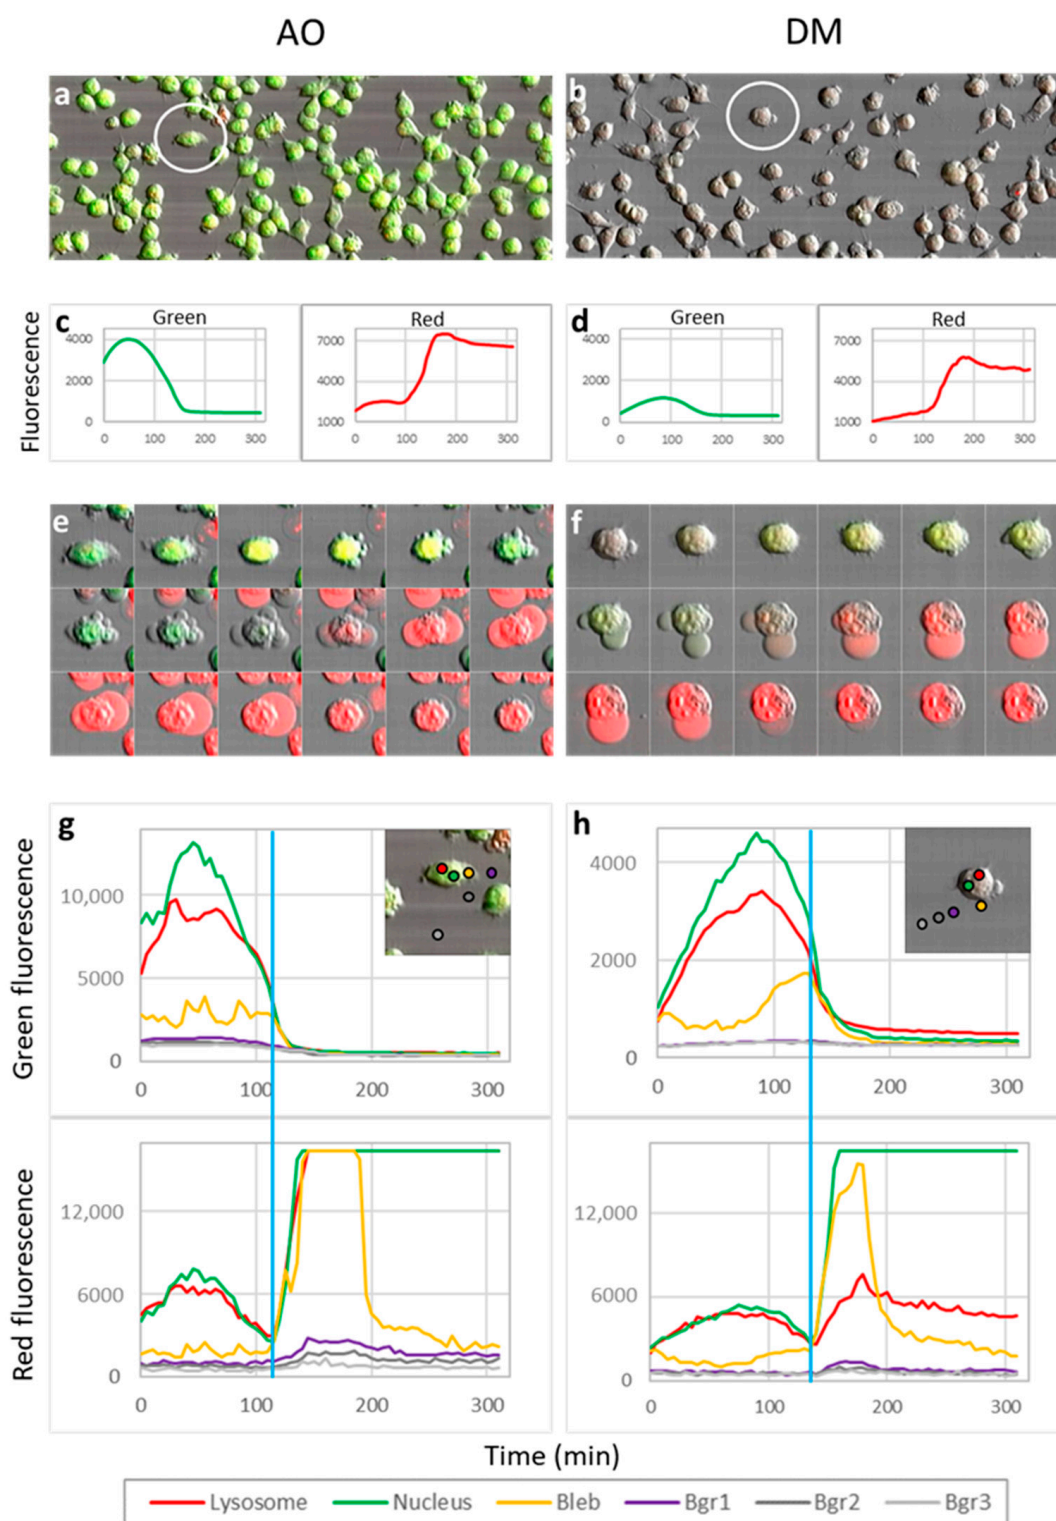 AO DM
a b
Fluorescence
c Green Red d Green Red
4000 7000 4000 7000
2000 4000 2000 4000
0 1000 0 1000
0 100 200 300 0 100 200 300 0 100 200 300 0 100 200 300
e f
g h
Green fluorescence
10,000 4000
5000 2000
0 0
0 100 200 300 0 100 200 300
Red fluorescence
12,000 12,000
6000 6000
0 0
0 100 200 300 0 100 200 300
Time (min)
Lysosome Nucleus Bleb Bgr1 Bgr2 Bgr3